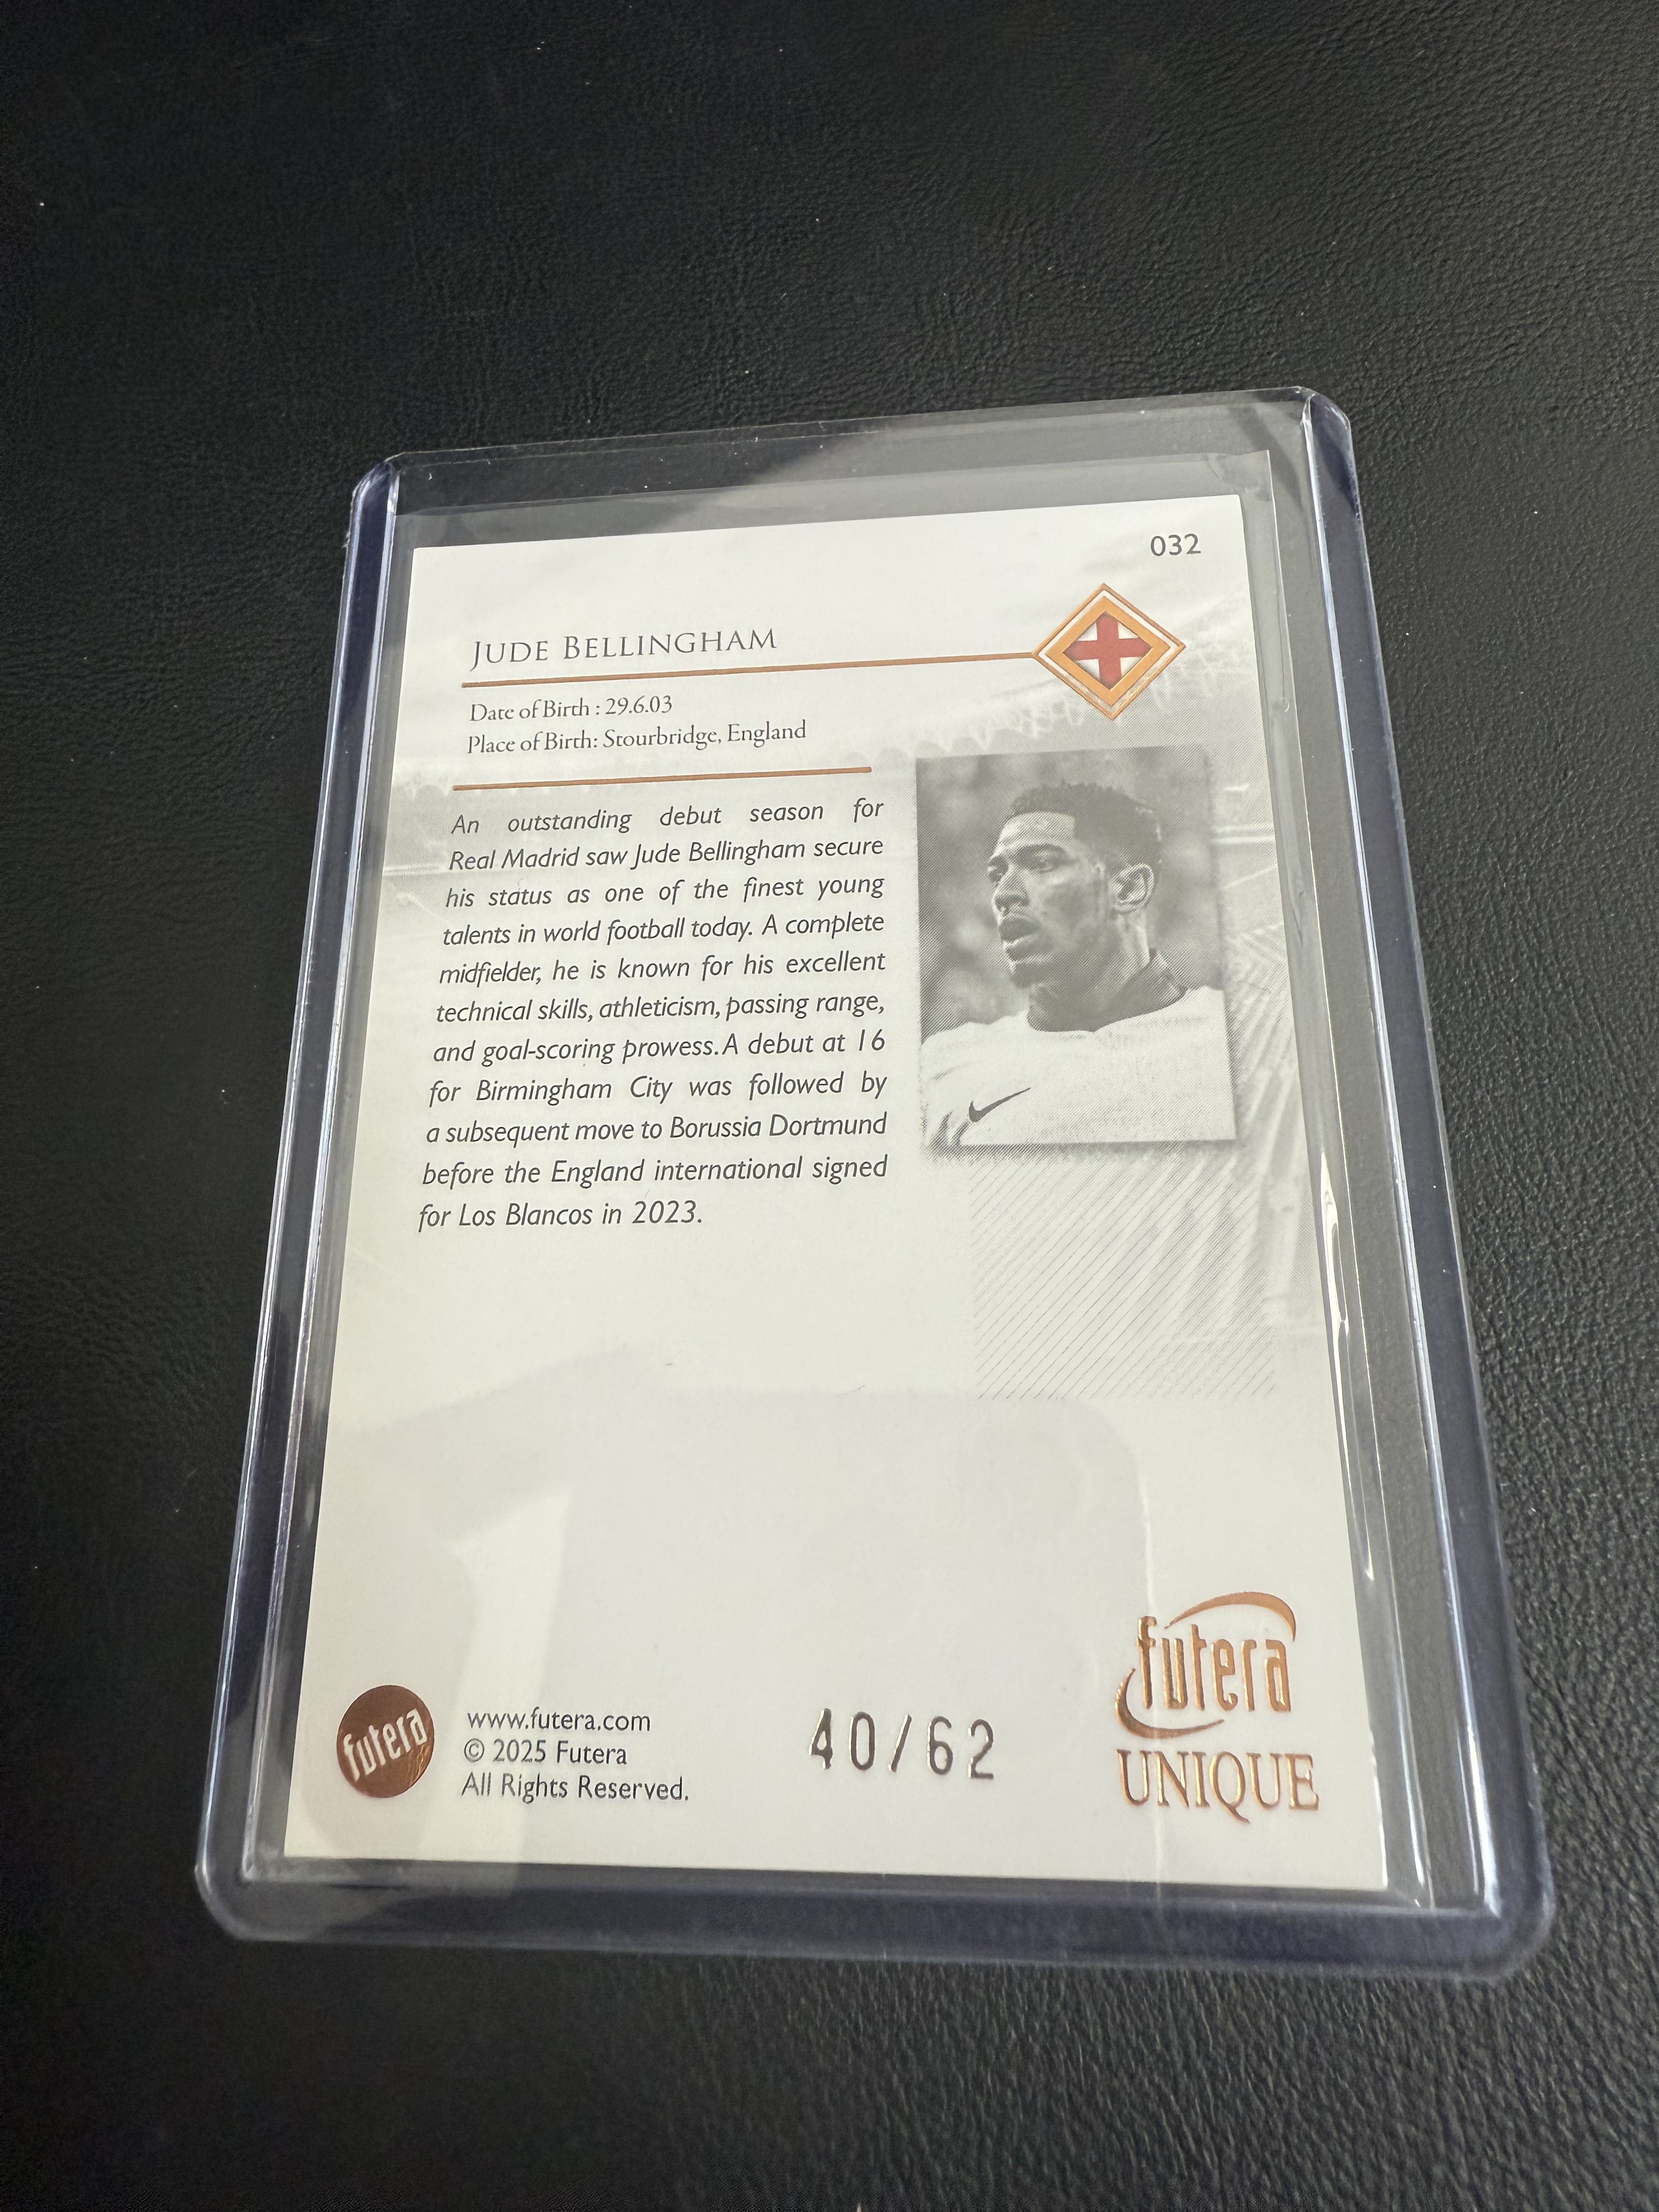 032
JUDE BELLINGHAM
Date of Birth : 29.6.03
Place of Birth: Stourbridge, England
An outstanding debut season for
Real Madrid saw Jude Bellingham secure
his status as one of the finest young
talents in world football today. A complete
midfielder, he is known for his excellent
technical skills, athleticism, passing range,
and goal-scoring prowess. A debut at 16
for Birmingham City was followed by
a subsequent move to Borussia Dortmund
before the England international signed
for Los Blancos in 2023.
futera
www.futera.com
© 2025 Futera
All Rights Reserved.
40/62
futera
UNIQUE